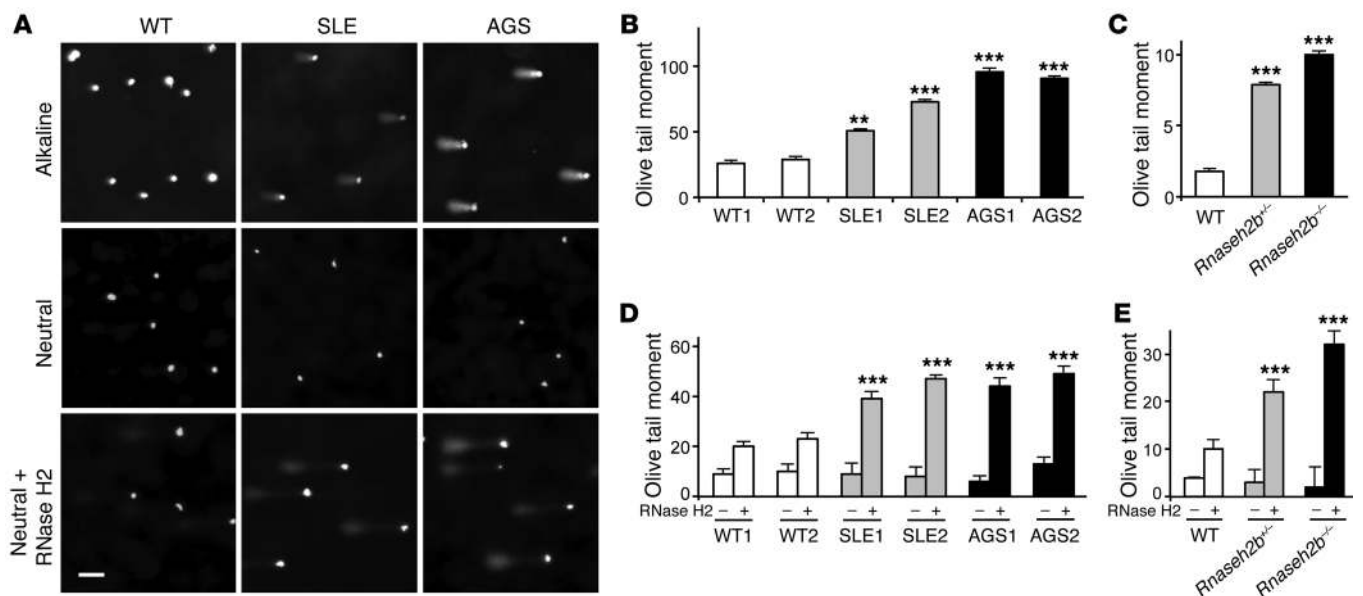 A
WT
SLE
AGS
Alkaline
Neutral
Neutral +
RNase H2
B
Olive tail moment
100
50
0
**
***
***
***
WT1
WT2
SLE1
SLE2
AGS1
AGS2
C
Olive tail moment
10
5
0
***
***
WT
Rnaseh2b+/–
Rnaseh2b–/–
D
Olive tail moment
60
40
20
0
***
***
***
***
RNase H2 – + – + – + – + – + – +
WT1
WT2
SLE1
SLE2
AGS1
AGS2
E
Olive tail moment
30
20
10
0
***
***
RNase H2 – + – + – +
WT
Rnaseh2b+/–
Rnaseh2b–/–